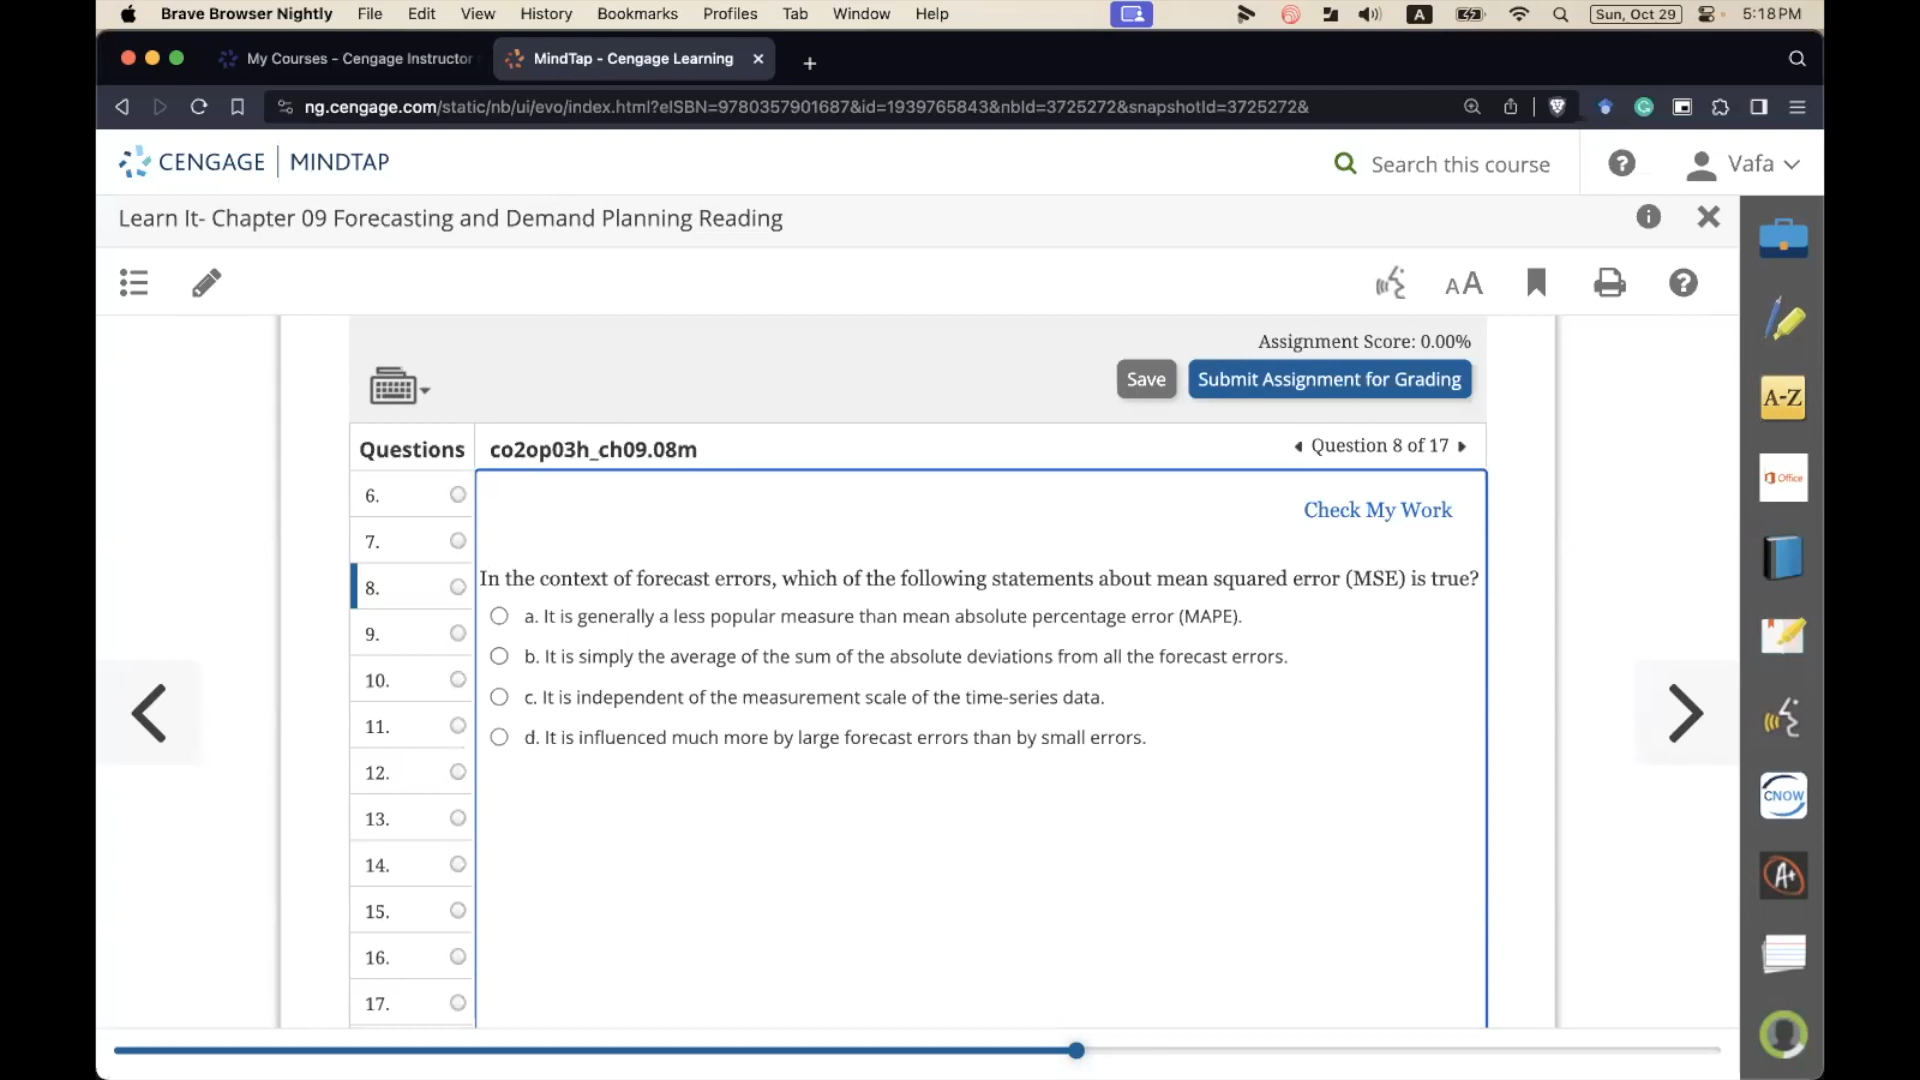 Brave Browser Nightly File Edit View History Bookmarks Profiles Tab Window Help A Sun, Oct 29 5:18 PM
My Courses - Cengage Instructor MindTap - Cengage Learning
ng.cengage.com/static/nb/ui/evo/index.html?eISBN=9780357901687&id=1939765843&nbId=3725272&snapshotId=3725272&
CENGAGE MINDTAP Search this course Vafa
Learn It- Chapter 09 Forecasting and Demand Planning Reading
AA
A-Z
Office
CNOW
A+
Assignment Score: 0.00%
Save Submit Assignment for Grading
Questions co2op03h_ch09.08m Question 8 of 17
6.
7.
8.
9.
10.
11.
12.
13.
14.
15.
16.
17.
Check My Work
In the context of forecast errors, which of the following statements about mean squared error (MSE) is true?
a. It is generally a less popular measure than mean absolute percentage error (MAPE).
b. It is simply the average of the sum of the absolute deviations from all the forecast errors.
c. It is independent of the measurement scale of the time-series data.
d. It is influenced much more by large forecast errors than by small errors.